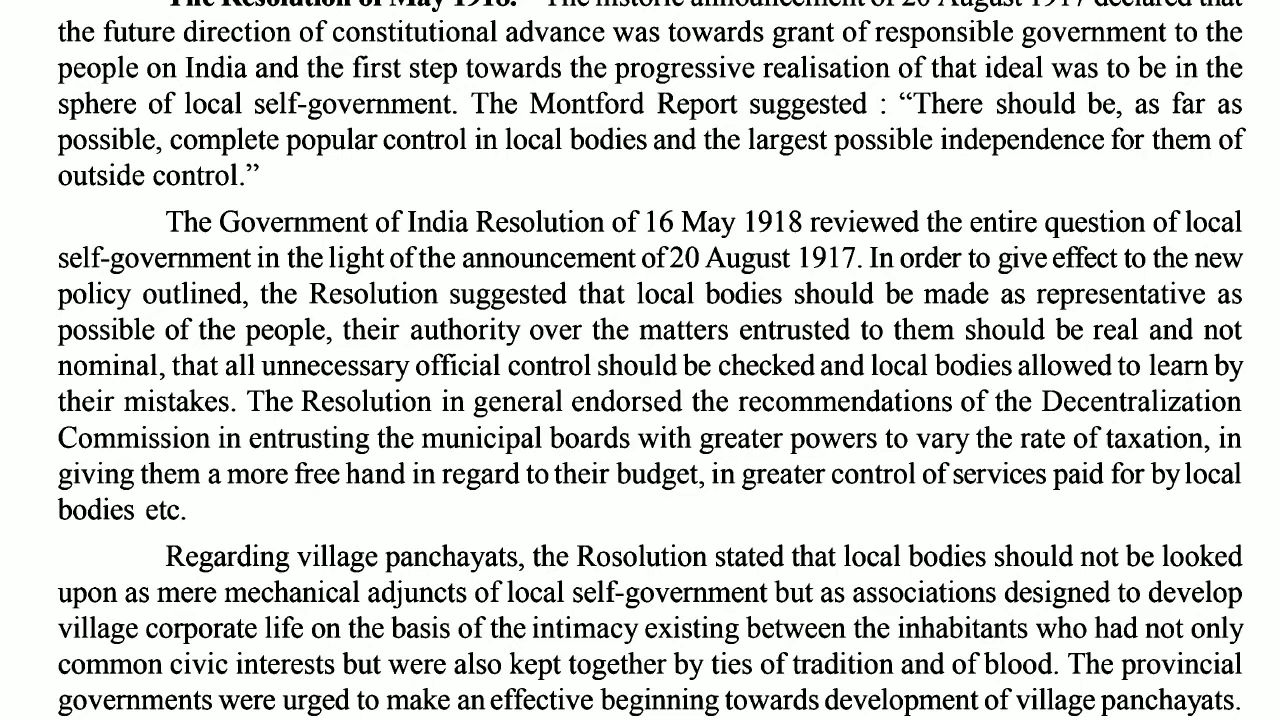 The Resolution of May 1918. The historic announcement of 20 August 1917 declared that
the future direction of constitutional advance was towards grant of responsible government to the
people on India and the first step towards the progressive realisation of that ideal was to be in the
sphere of local self-government. The Montford Report suggested : “There should be, as far as
possible, complete popular control in local bodies and the largest possible independence for them of
outside control.”
The Government of India Resolution of 16 May 1918 reviewed the entire question of local
self-government in the light of the announcement of 20 August 1917. In order to give effect to the new
policy outlined, the Resolution suggested that local bodies should be made as representative as
possible of the people, their authority over the matters entrusted to them should be real and not
nominal, that all unnecessary official control should be checked and local bodies allowed to learn by
their mistakes. The Resolution in general endorsed the recommendations of the Decentralization
Commission in entrusting the municipal boards with greater powers to vary the rate of taxation, in
giving them a more free hand in regard to their budget, in greater control of services paid for by local
bodies etc.
Regarding village panchayats, the Rosolution stated that local bodies should not be looked
upon as mere mechanical adjuncts of local self-government but as associations designed to develop
village corporate life on the basis of the intimacy existing between the inhabitants who had not only
common civic interests but were also kept together by ties of tradition and of blood. The provincial
governments were urged to make an effective beginning towards development of village panchayats.